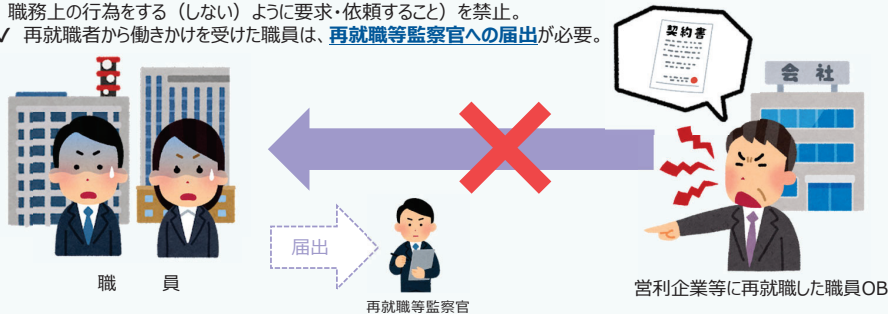 職務上の行為をする（しない）ように要求・依頼すること）を禁止。
✓ 再就職者から働きかけを受けた職員は、再就職等監察官への届出が必要。
契約書
会社
届出
職 員
再就職等監察官
営利企業等に再就職した職員OB